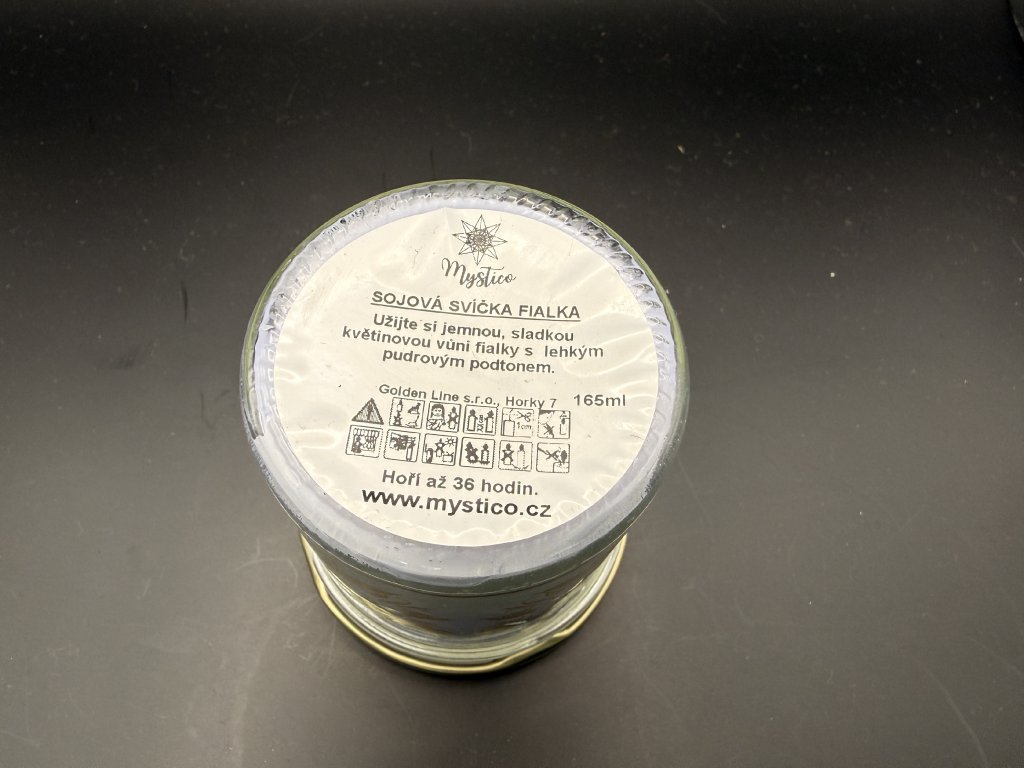 Mystico
SOJOVÁ SVÍČKA FIALKA
Užijte si jemnou, sladkou
květinovou vůni fialky s lehkým
pudrovým podtonem.
Golden Line s.r.o., Horky 7 165ml
1cm
Hoří až 36 hodin.
www.mystico.cz